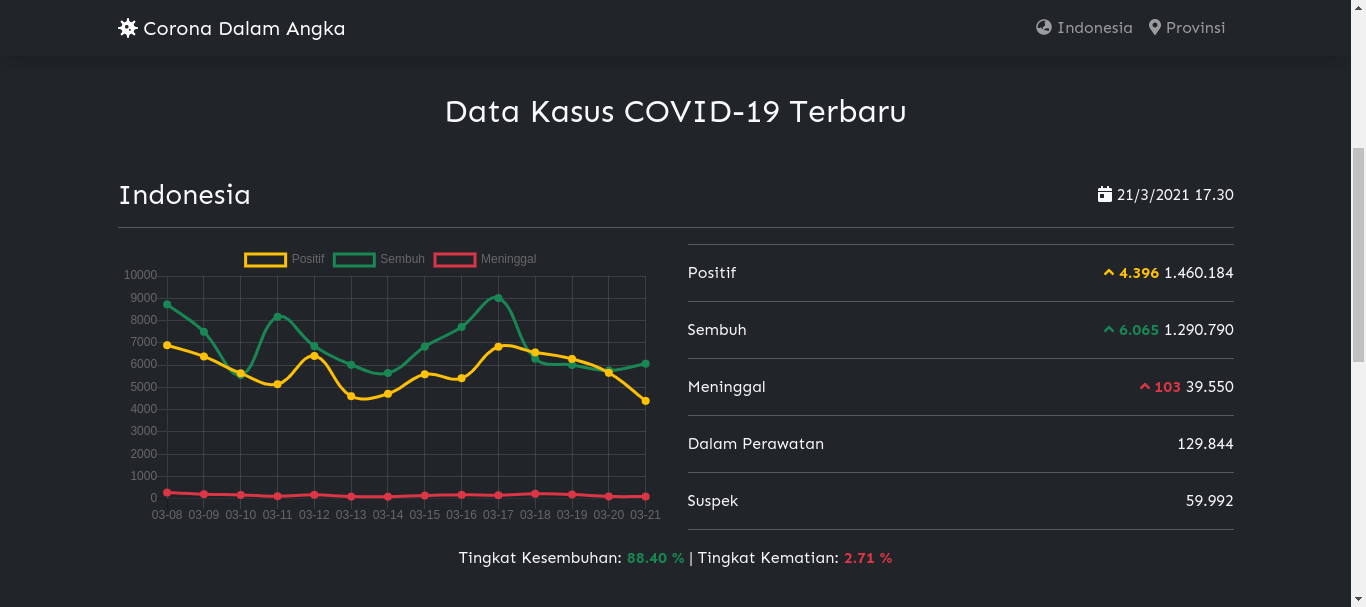 Corona Dalam Angka
Indonesia Provinsi
Data Kasus COVID-19 Terbaru
Indonesia
21/3/2021 17.30
Positif Sembuh Meninggal
10000
9000
8000
7000
6000
5000
4000
3000
2000
1000
0
03-08 03-09 03-10 03-11 03-12 03-13 03-14 03-15 03-16 03-17 03-18 03-19 03-20 03-21
Positif 4.396 1.460.184
Sembuh 6.065 1.290.790
Meninggal 103 39.550
Dalam Perawatan 129.844
Suspek 59.992
Tingkat Kesembuhan: 88.40 % | Tingkat Kematian: 2.71 %